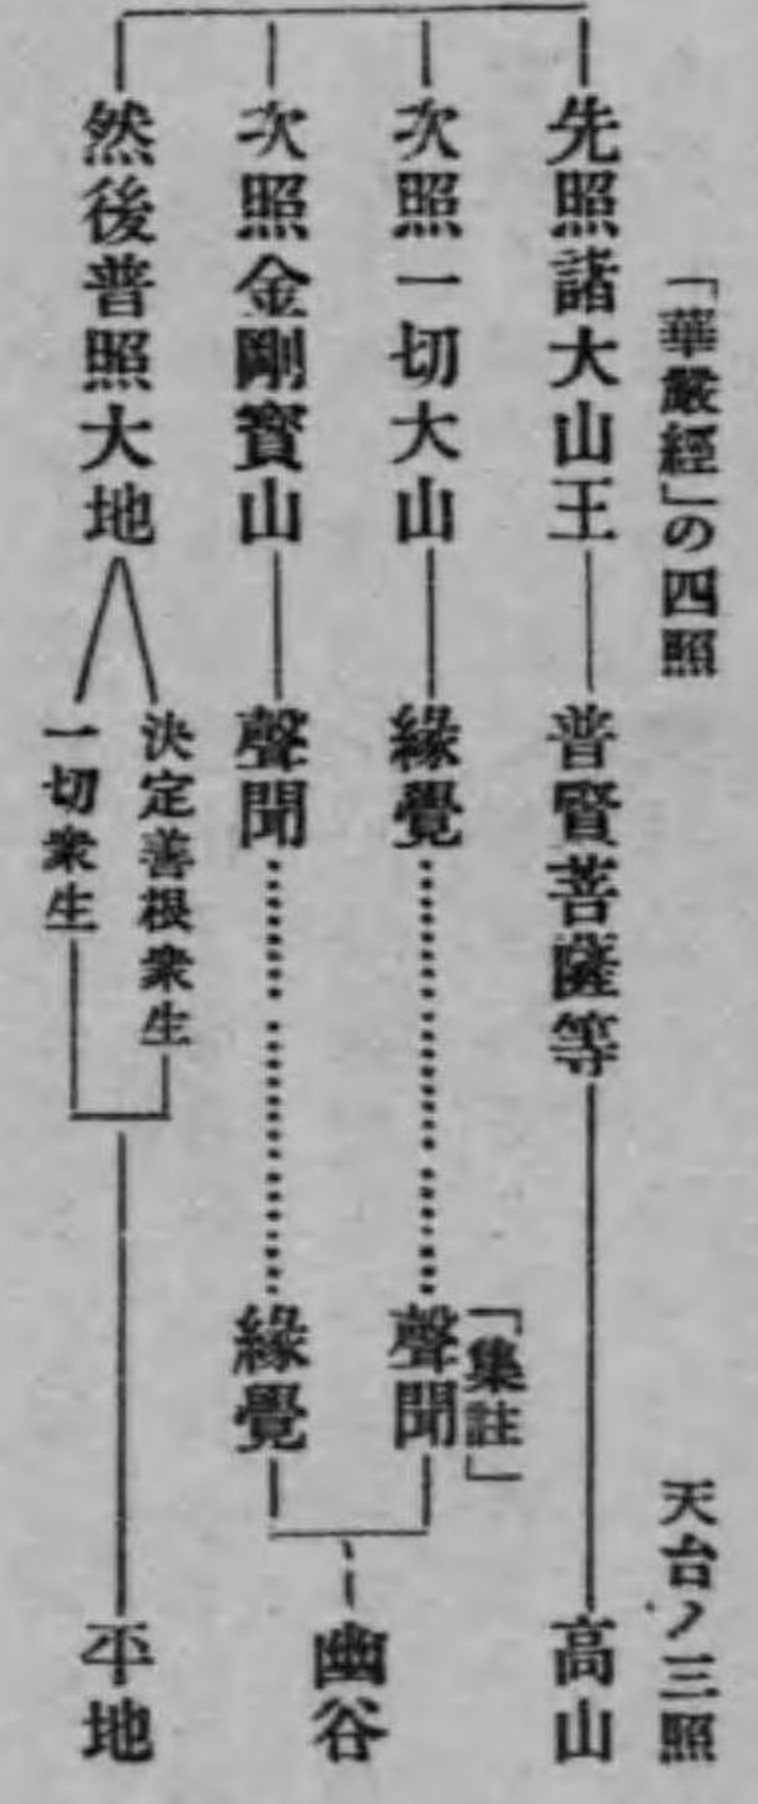 「華嚴經」の四照
天台ノ三照
先照諸大山王
普賢菩薩等
高山
次照一切大山
緣覺
「集註」
聲聞
次照金剛寳山
聲聞
緣覺
幽谷
然後普照大地
決定善根衆生
一切衆生
平地